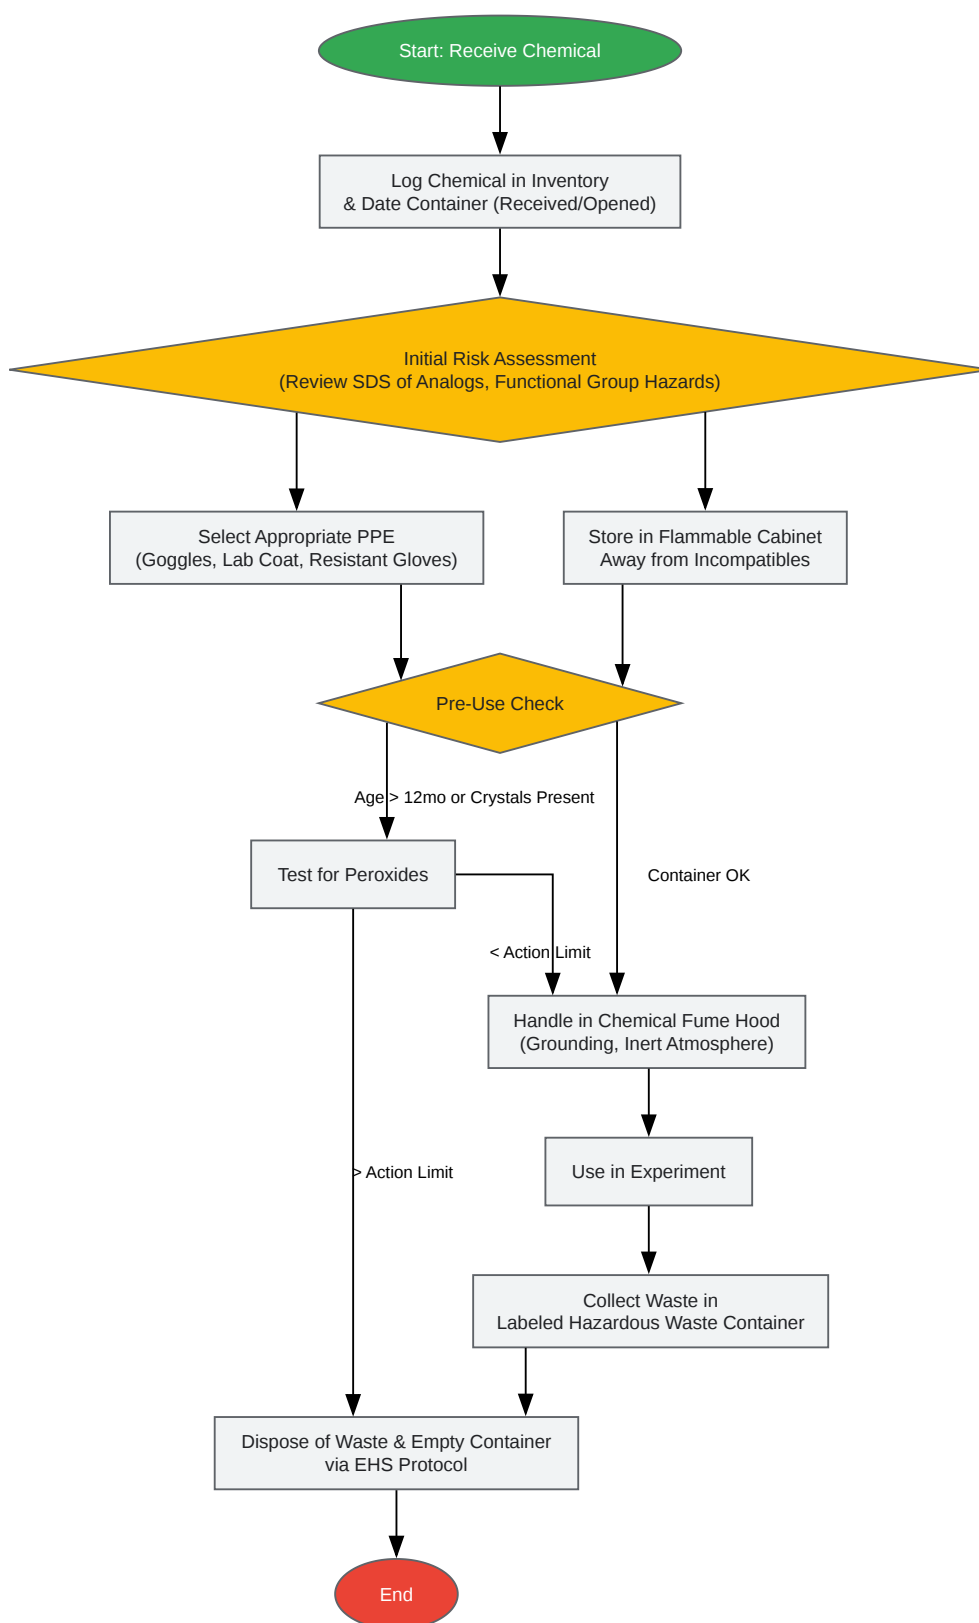 Start: Receive Chemical
Log Chemical in Inventory
& Date Container (Received/Opened)
Initial Risk Assessment
(Review SDS of Analogs, Functional Group Hazards)
Select Appropriate PPE
(Goggles, Lab Coat, Resistant Gloves)
Store in Flammable Cabinet
Away from Incompatibles
Pre-Use Check
Age > 12mo or Crystals Present
Test for Peroxides
Container OK
< Action Limit
Handle in Chemical Fume Hood
(Grounding, Inert Atmosphere)
> Action Limit
Use in Experiment
Collect Waste in
Labeled Hazardous Waste Container
Dispose of Waste & Empty Container
via EHS Protocol
End